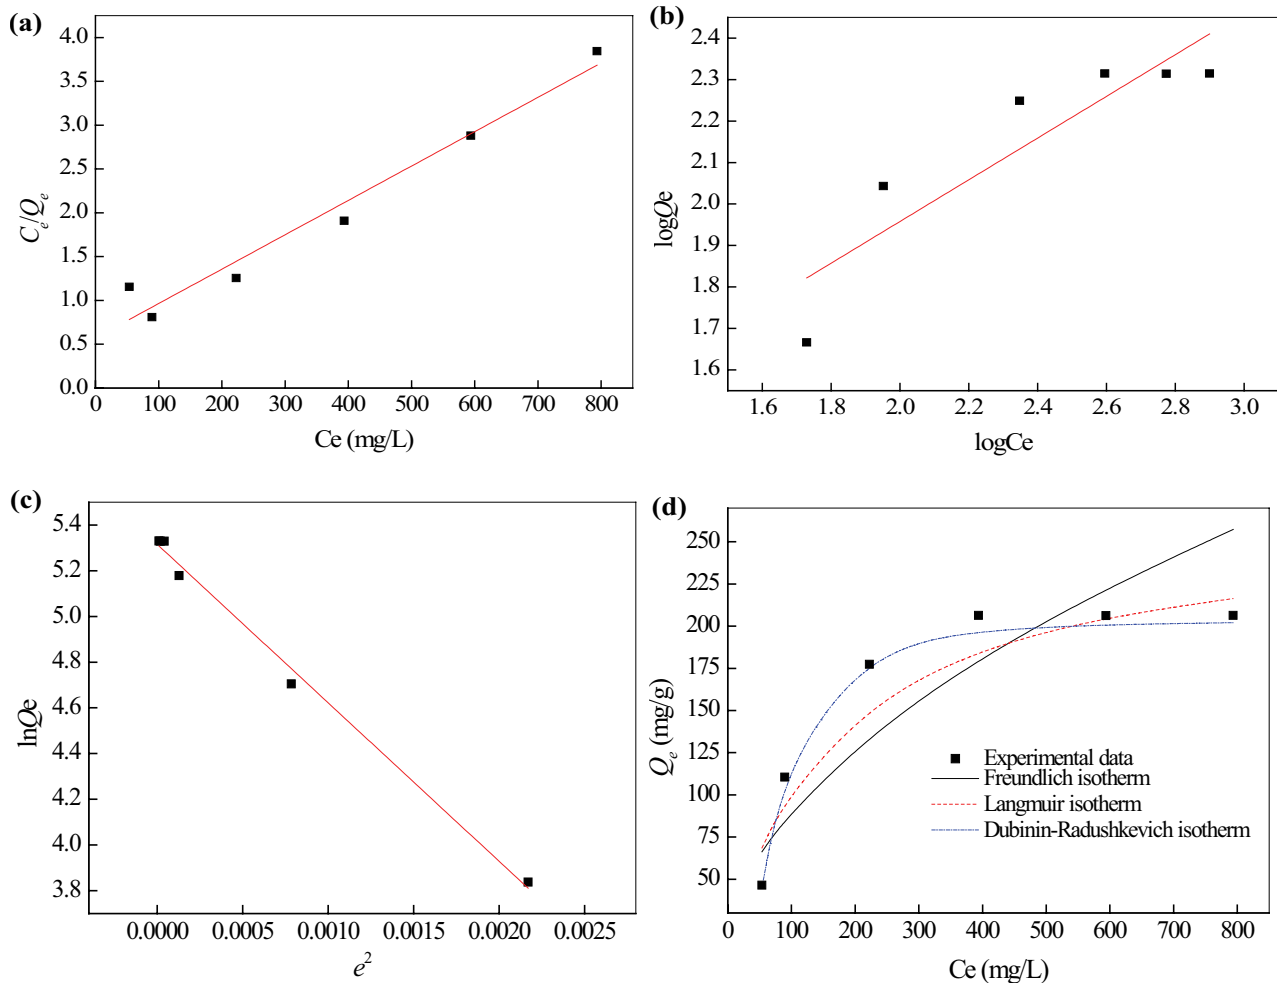 (a)
4.0
3.5
3.0
2.5
2.0
1.5
1.0
0.5
0.0
C_e/Q_e
0 100 200 300 400 500 600 700 800
Ce (mg/L)
(b)
2.4
2.3
2.2
2.1
2.0
1.9
1.8
1.7
1.6
logQe
1.6 1.8 2.0 2.2 2.4 2.6 2.8 3.0
logCe
(c)
5.4
5.2
5.0
4.8
4.6
4.4
4.2
4.0
3.8
lnQe
0.0000 0.0005 0.0010 0.0015 0.0020 0.0025
e²
(d)
250
225
200
175
150
125
100
75
50
Q_e (mg/g)
Experimental data
Freundlich isotherm
Langmuir isotherm
Dubinin-Radushkevich isotherm
0 100 200 300 400 500 600 700 800
Ce (mg/L)